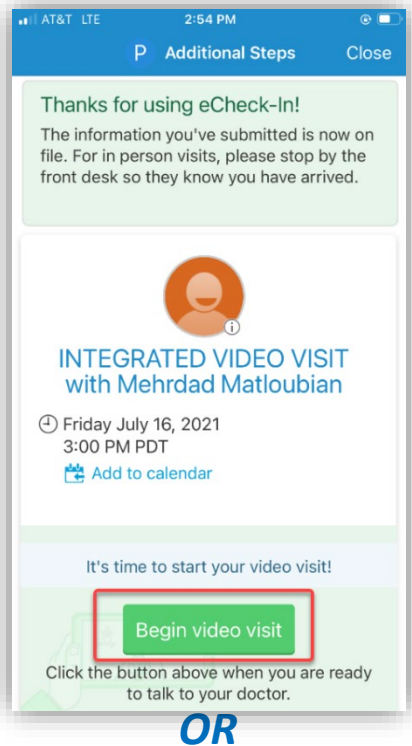 AT&T LTE 2:54 PM
P Additional Steps Close
Thanks for using eCheck-In!
The information you've submitted is now on
file. For in person visits, please stop by the
front desk so they know you have arrived.
INTEGRATED VIDEO VISIT
with Mehrdad Matloubian
Friday July 16, 2021
3:00 PM PDT
Add to calendar
It's time to start your video visit!
Begin video visit
Click the button above when you are ready
to talk to your doctor.
OR